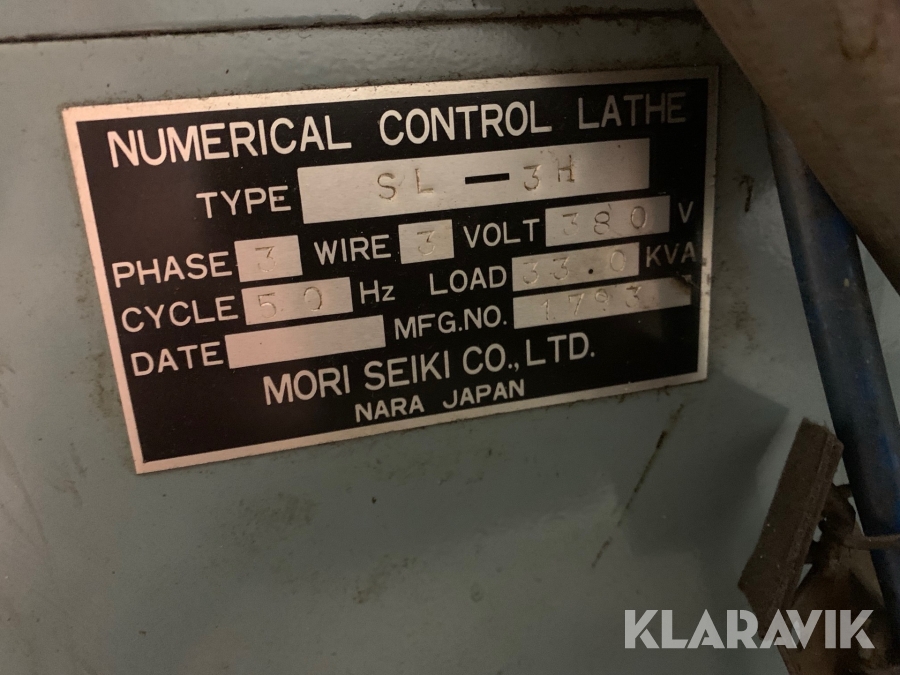 NUMERICAL CONTROL LATHE
TYPE SL-3H
PHASE 3 WIRE 3 VOLT 380 V
CYCLE 50 Hz LOAD 33.0 KVA
DATE MFG.NO. 1793
MORI SEIKI CO., LTD.
NARA JAPAN
KLARAVIK